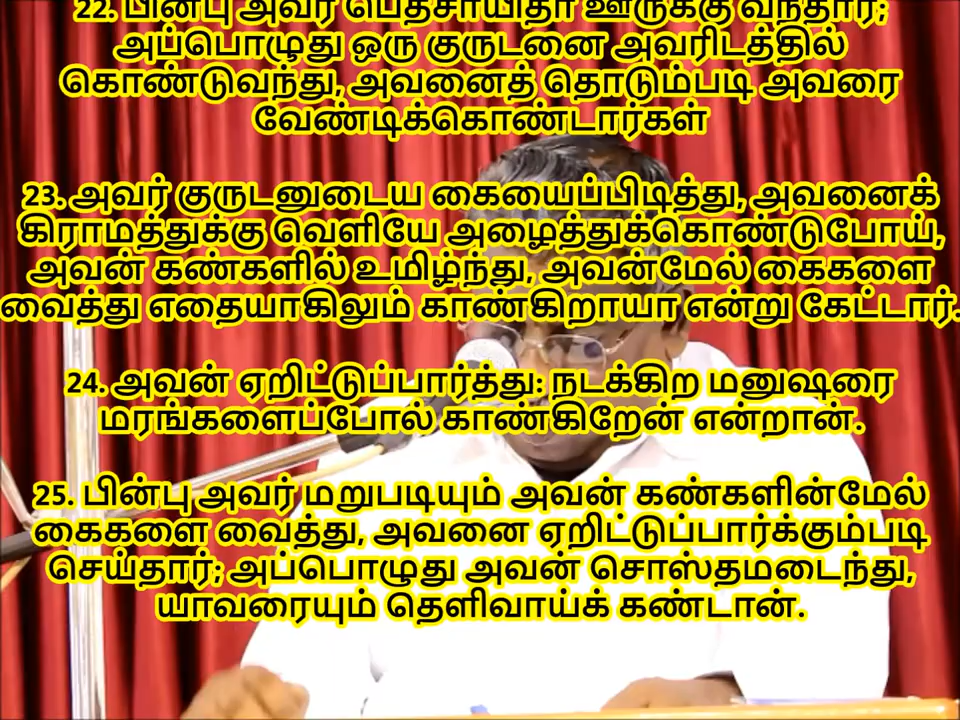 22. பின்பு அவர் பெத்சாயிதா ஊருக்கு வந்தார்;
அப்பொழுது ஒரு குருடனை அவரிடத்தில்
கொண்டுவந்து, அவனைத் தொடும்படி அவரை
வேண்டிக்கொண்டார்கள்
23. அவர் குருடனுடைய கையைப்பிடித்து, அவனைக்
கிராமத்துக்கு வெளியே அழைத்துக்கொண்டுபோய்,
அவன் கண்களில் உமிழ்ந்து, அவன்மேல் கைகளை
வைத்து எதையாகிலும் காண்கிறாயா என்று கேட்டார்.
24. அவன் ஏறிட்டுப்பார்த்து: நடக்கிற மனுஷரை
மரங்களைப்போல் காண்கிறேன் என்றான்.
25. பின்பு அவர் மறுபடியும் அவன் கண்களின்மேல்
கைகளை வைத்து, அவனை ஏறிட்டுப்பார்க்கும்படி
செய்தார்; அப்பொழுது அவன் சொஸ்தமடைந்து,
யாவரையும் தெளிவாய்க் கண்டான்.